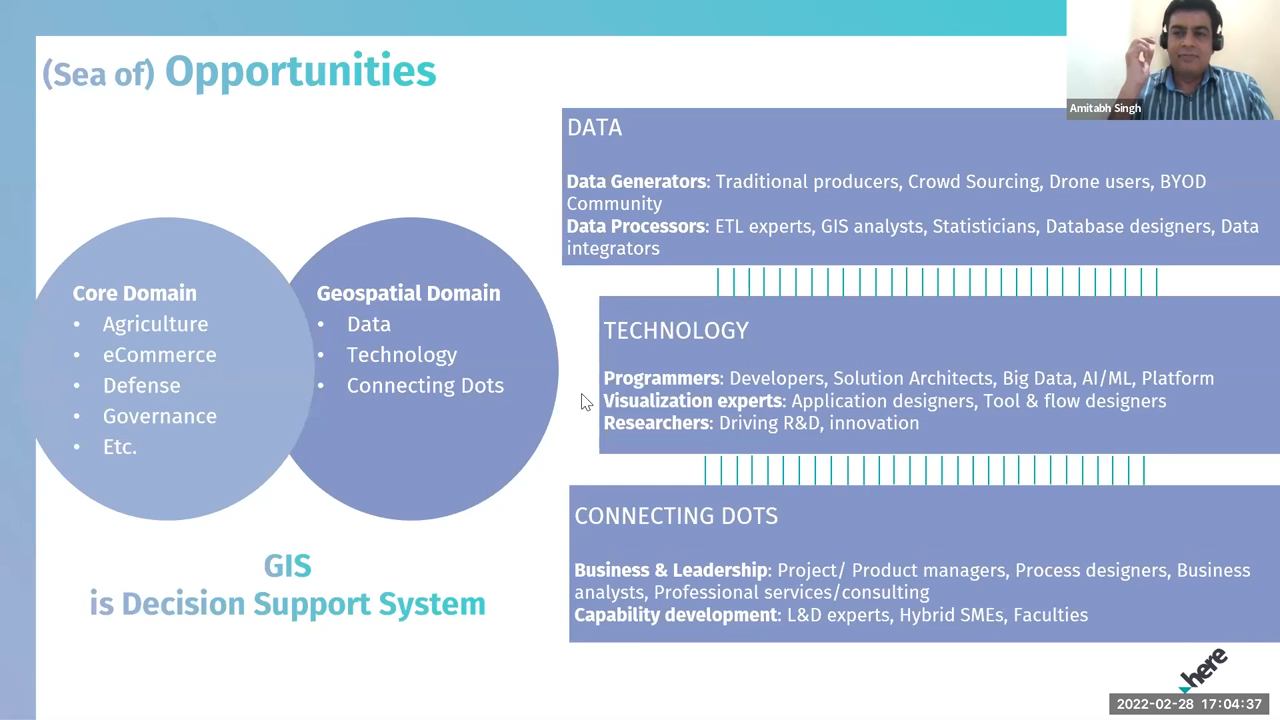 (Sea of) Opportunities
Amitabh Singh
Core Domain
• Agriculture
• eCommerce
• Defense
• Governance
• Etc.
Geospatial Domain
• Data
• Technology
• Connecting Dots
GIS
is Decision Support System
DATA
Data Generators: Traditional producers, Crowd Sourcing, Drone users, BYOD
Community
Data Processors: ETL experts, GIS analysts, Statisticians, Database designers, Data
integrators
TECHNOLOGY
Programmers: Developers, Solution Architects, Big Data, AI/ML, Platform
Visualization experts: Application designers, Tool & flow designers
Researchers: Driving R&D, innovation
CONNECTING DOTS
Business & Leadership: Project/ Product managers, Process designers, Business
analysts, Professional services/consulting
Capability development: L&D experts, Hybrid SMEs, Faculties
here
2022-02-28 17:04:37